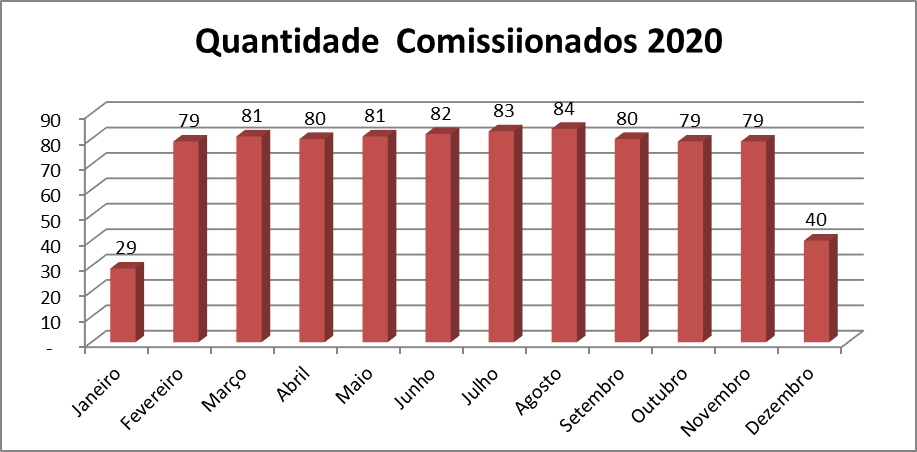 Quantidade  Comissiionados 2020
90
80
70
60
50
40
30
20
10
-
29
79
81
80
81
82
83
84
80
79
79
40
Janeiro
Fevereiro
Março
Abril
Maio
Junho
Julho
Agosto
Setembro
Outubro
Novembro
Dezembro